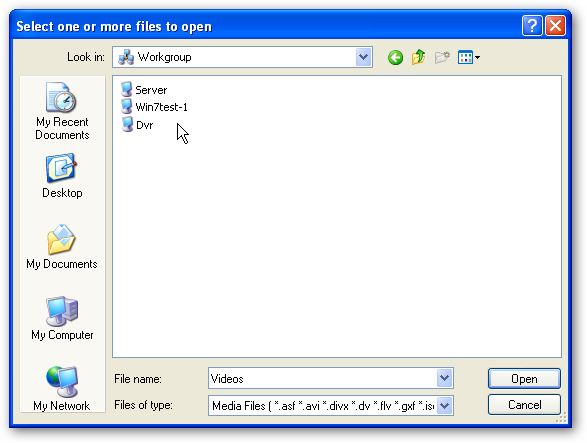 Select one or more files to open
Look in:
Workgroup
My Recent
Documents
Desktop
My Documents
My Computer
My Network
Server
Win7test-1
Dvr
File name:
Videos
Open
Files of type:
Media Files ( *.asf *.avi *.divx *.dv *.flv *.gxf *.iso
Cancel